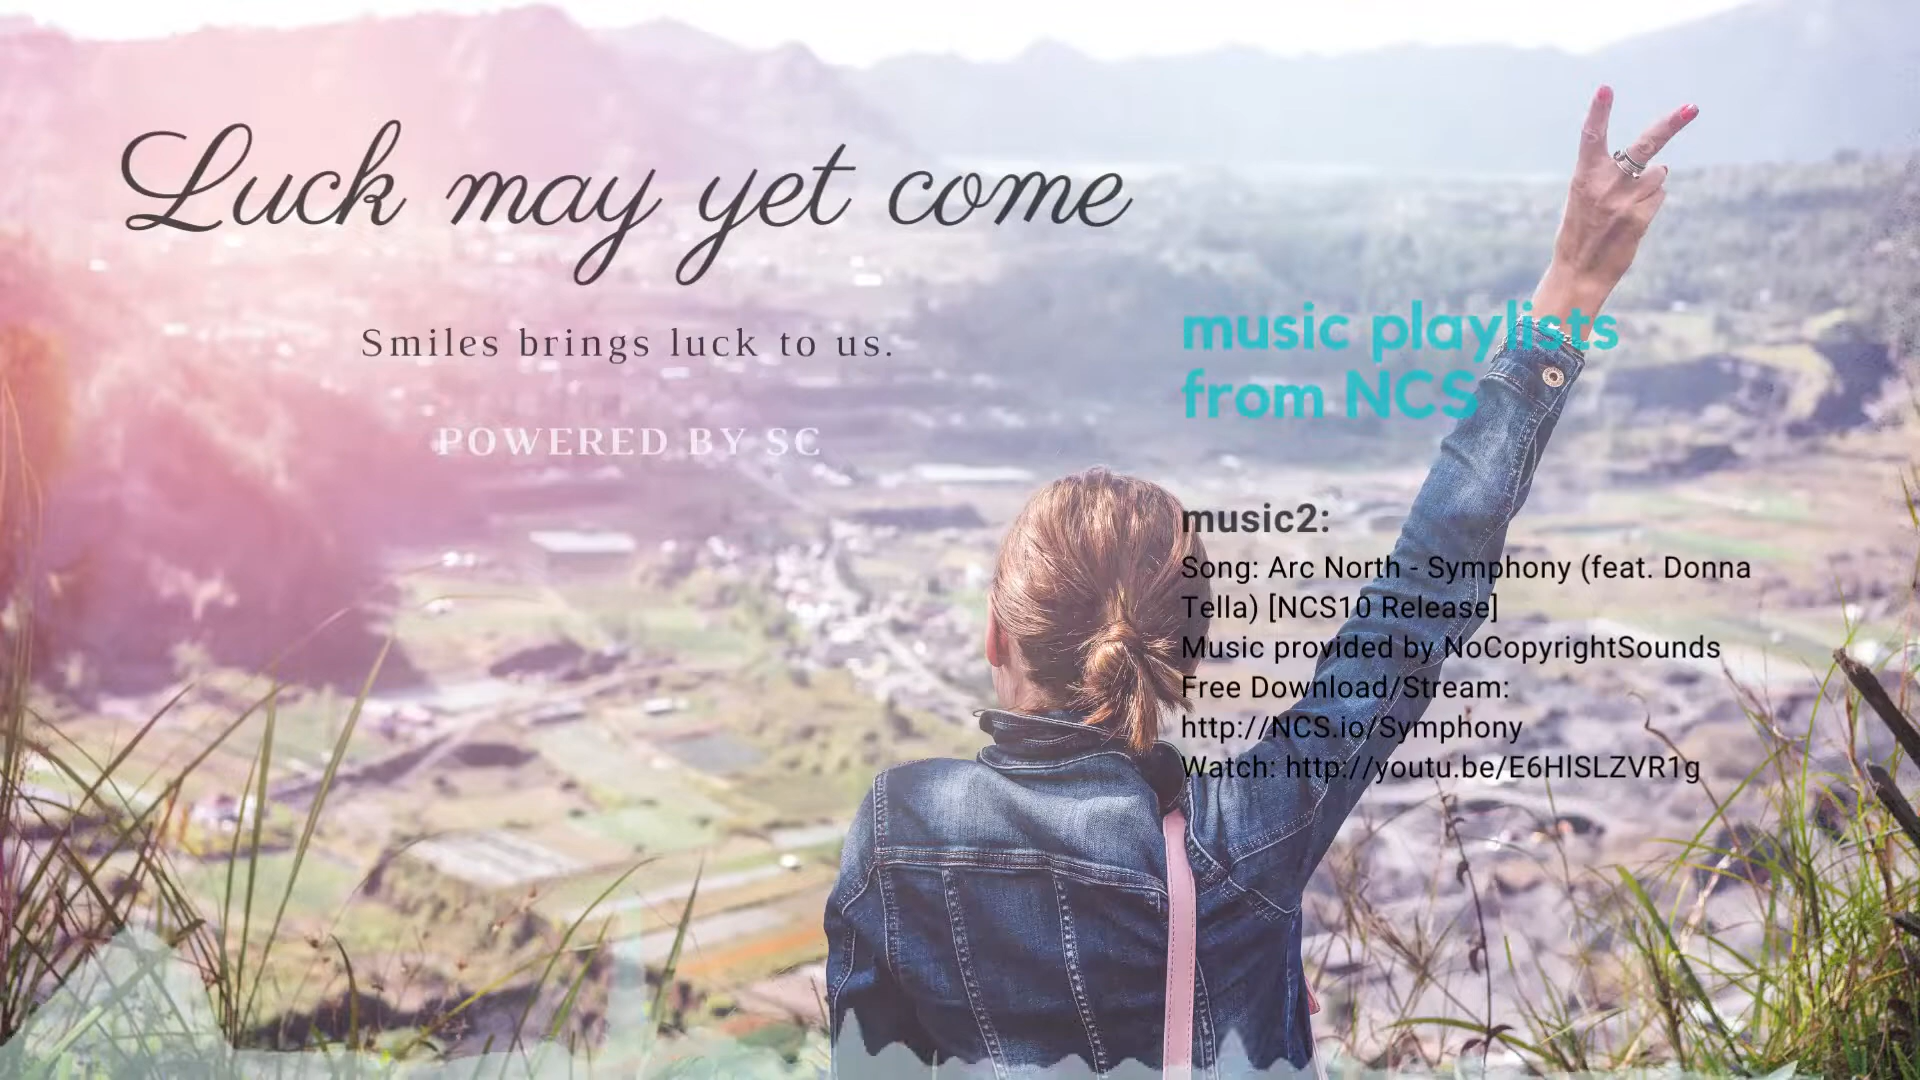 Luck may yet come
Smiles brings luck to us.
POWERED BY SC
music playlists
from NCS
music2:
Song: Arc North - Symphony (feat. Donna
Tella) [NCS10 Release]
Music provided by NoCopyrightSounds
Free Download/Stream:
http://NCS.io/Symphony
Watch: http://youtu.be/E6HlSLZVR1g